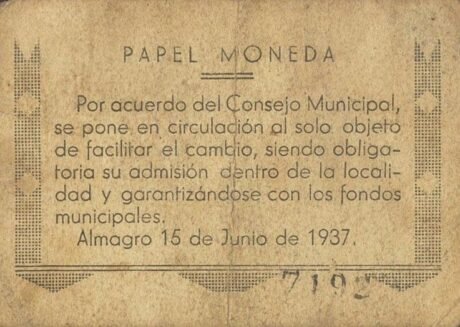 PAPEL MONEDA
Por acuerdo del Consejo Municipal,
se pone en circulación al solo objeto
de facilitar el cambio, siendo obliga-
toria su admisión dentro de la locali-
dad y garantizándose con los fondos
municipales.
Almagro 15 de Junio de 1937.
7195